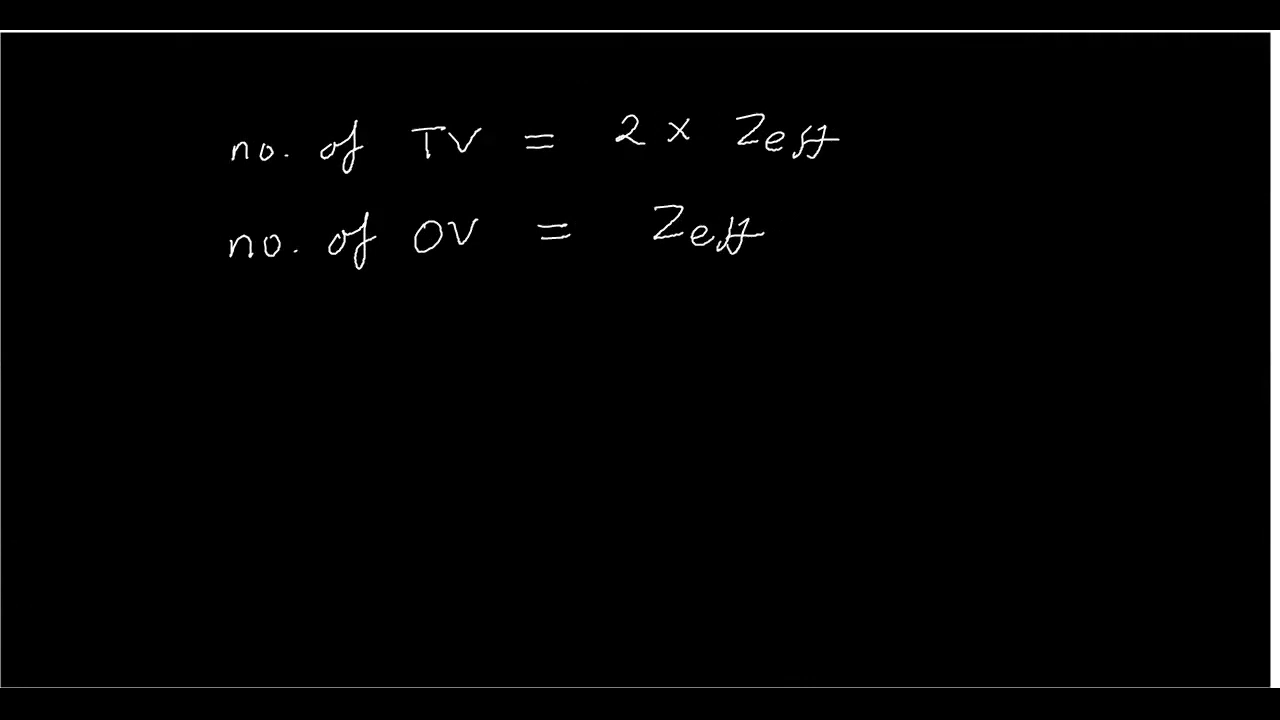 no. of TV = 2 x Zeff
no. of OV = Zeff